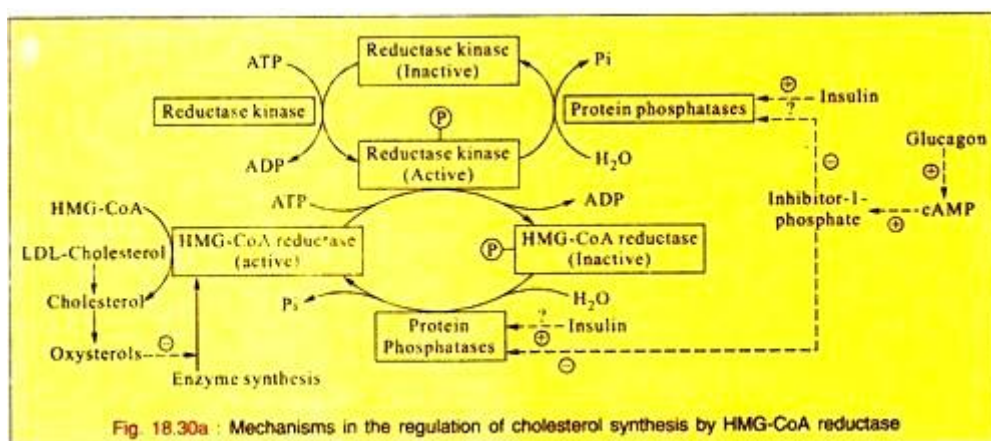 Reductase kinase
(Inactive)
ATP
Pi
Reductase kinase
Protein phosphatases
⊕
Insulin
?
P
ADP
Reductase kinase
(Active)
H₂O
Glucagon
⊖
⊕
ATP
ADP
Inhibitor-1-
phosphate
cAMP
⊕
HMG-CoA
HMG-CoA reductase
(active)
P
HMG-CoA reductase
(Inactive)
LDL-Cholesterol
Cholesterol
Pi
H₂O
Protein
Phosphatases
?
Insulin
⊕
Oxysterols
⊖
⊖
Enzyme synthesis
Fig. 18.30a : Mechanisms in the regulation of cholesterol synthesis by HMG-CoA reductase